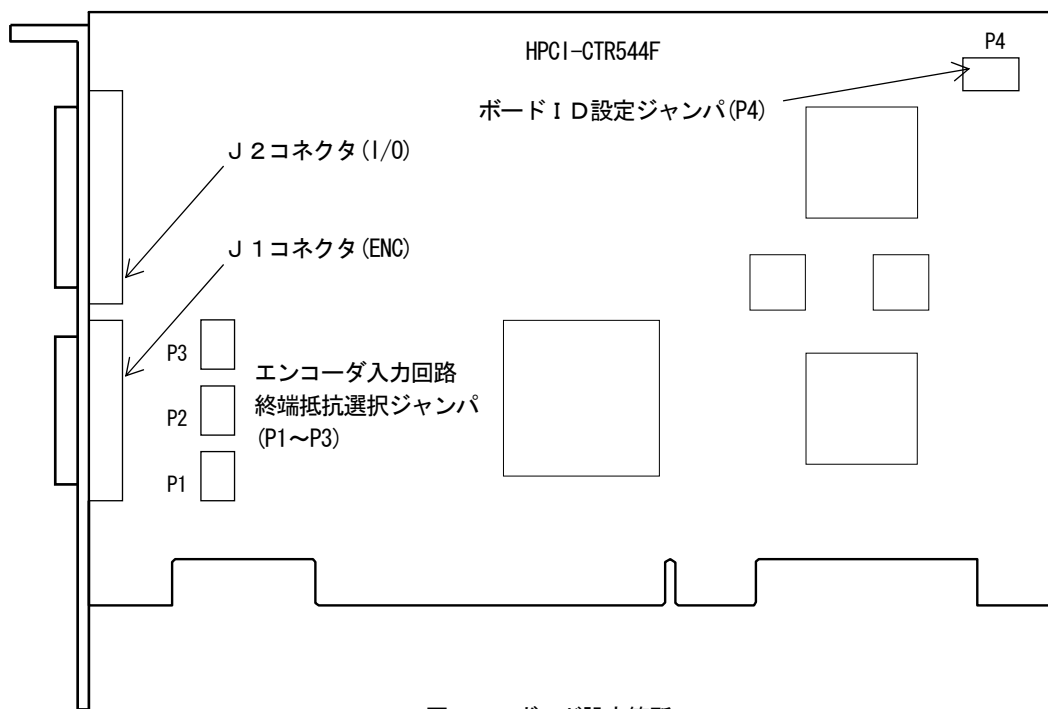 HPCI-CTR544F
P4
ボードＩＤ設定ジャンパ(P4)
Ｊ２コネクタ(I/O)
Ｊ１コネクタ(ENC)
P3
エンコーダ入力回路
終端抵抗選択ジャンパ
(P1～P3)
P2
P1